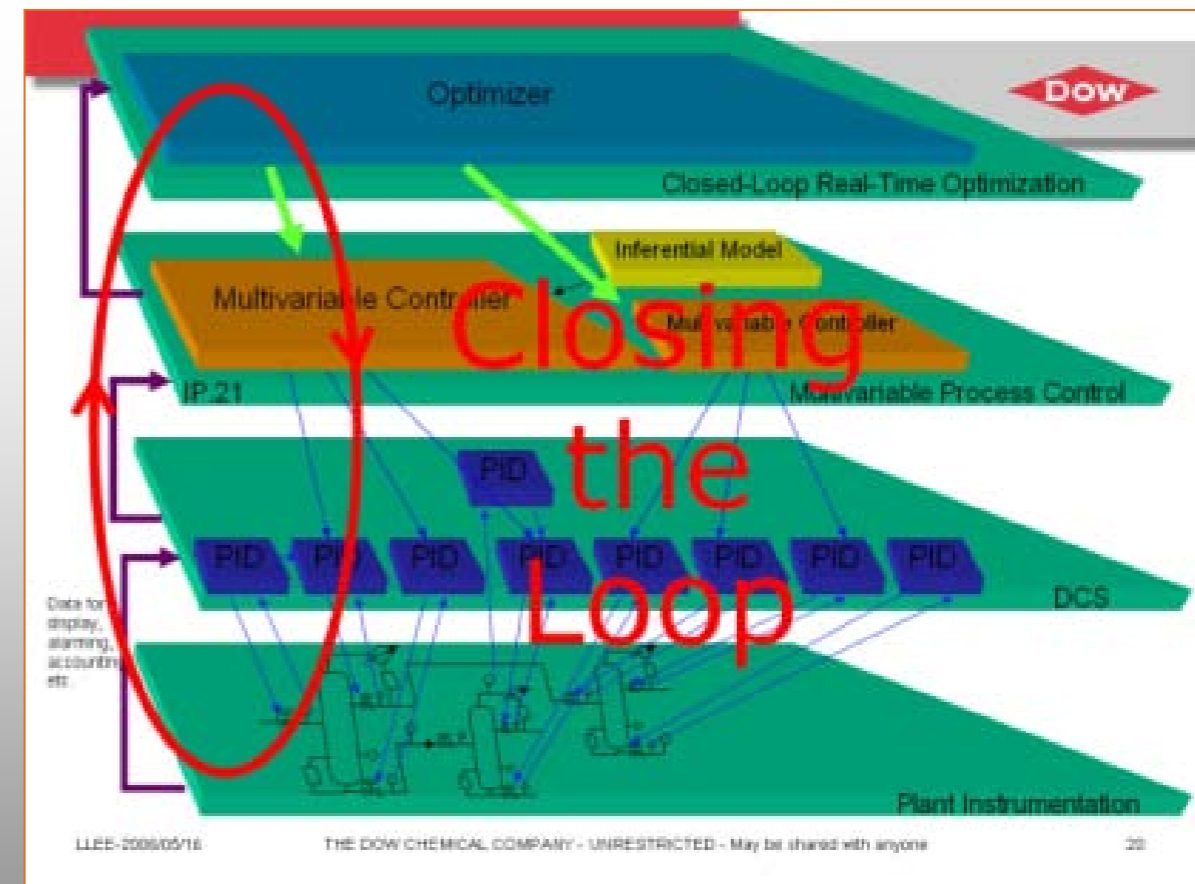 Optimizer
DOW
Closed-Loop Real-Time Optimization
Inferential Model
Multivariable Controller
Multivariable Controller
Closing
IP.21
Multivariable Process Control
PID
the
PID PID PID PID PID PID PID PID
Loop
DCS
Data for
display,
alarming,
accounting
etc.
Plant Instrumentation
LLEE-2006/05/16
THE DOW CHEMICAL COMPANY - UNRESTRICTED - May be shared with anyone
20